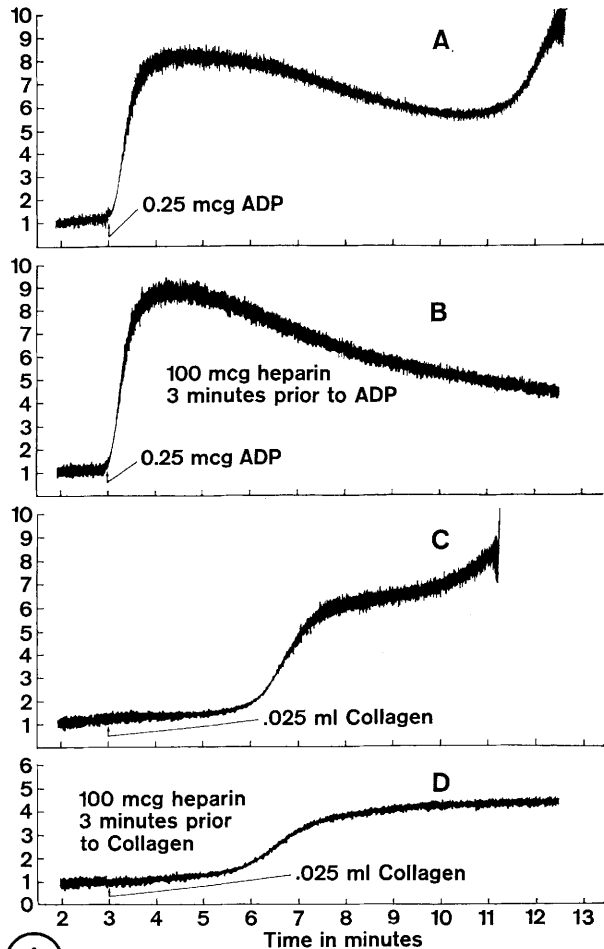 10
9
8
7
6
5
4
3
2
1
A
0.25 mcg ADP
10
9
8
7
6
5
4
3
2
1
B
100 mcg heparin
3 minutes prior to ADP
0.25 mcg ADP
10
9
8
7
6
5
4
3
2
1
C
.025 ml Collagen
6
5
4
3
2
1
0
D
100 mcg heparin
3 minutes prior
to Collagen
.025 ml Collagen
2 3 4 5 6 7 8 9 10 11 12 13
Time in minutes